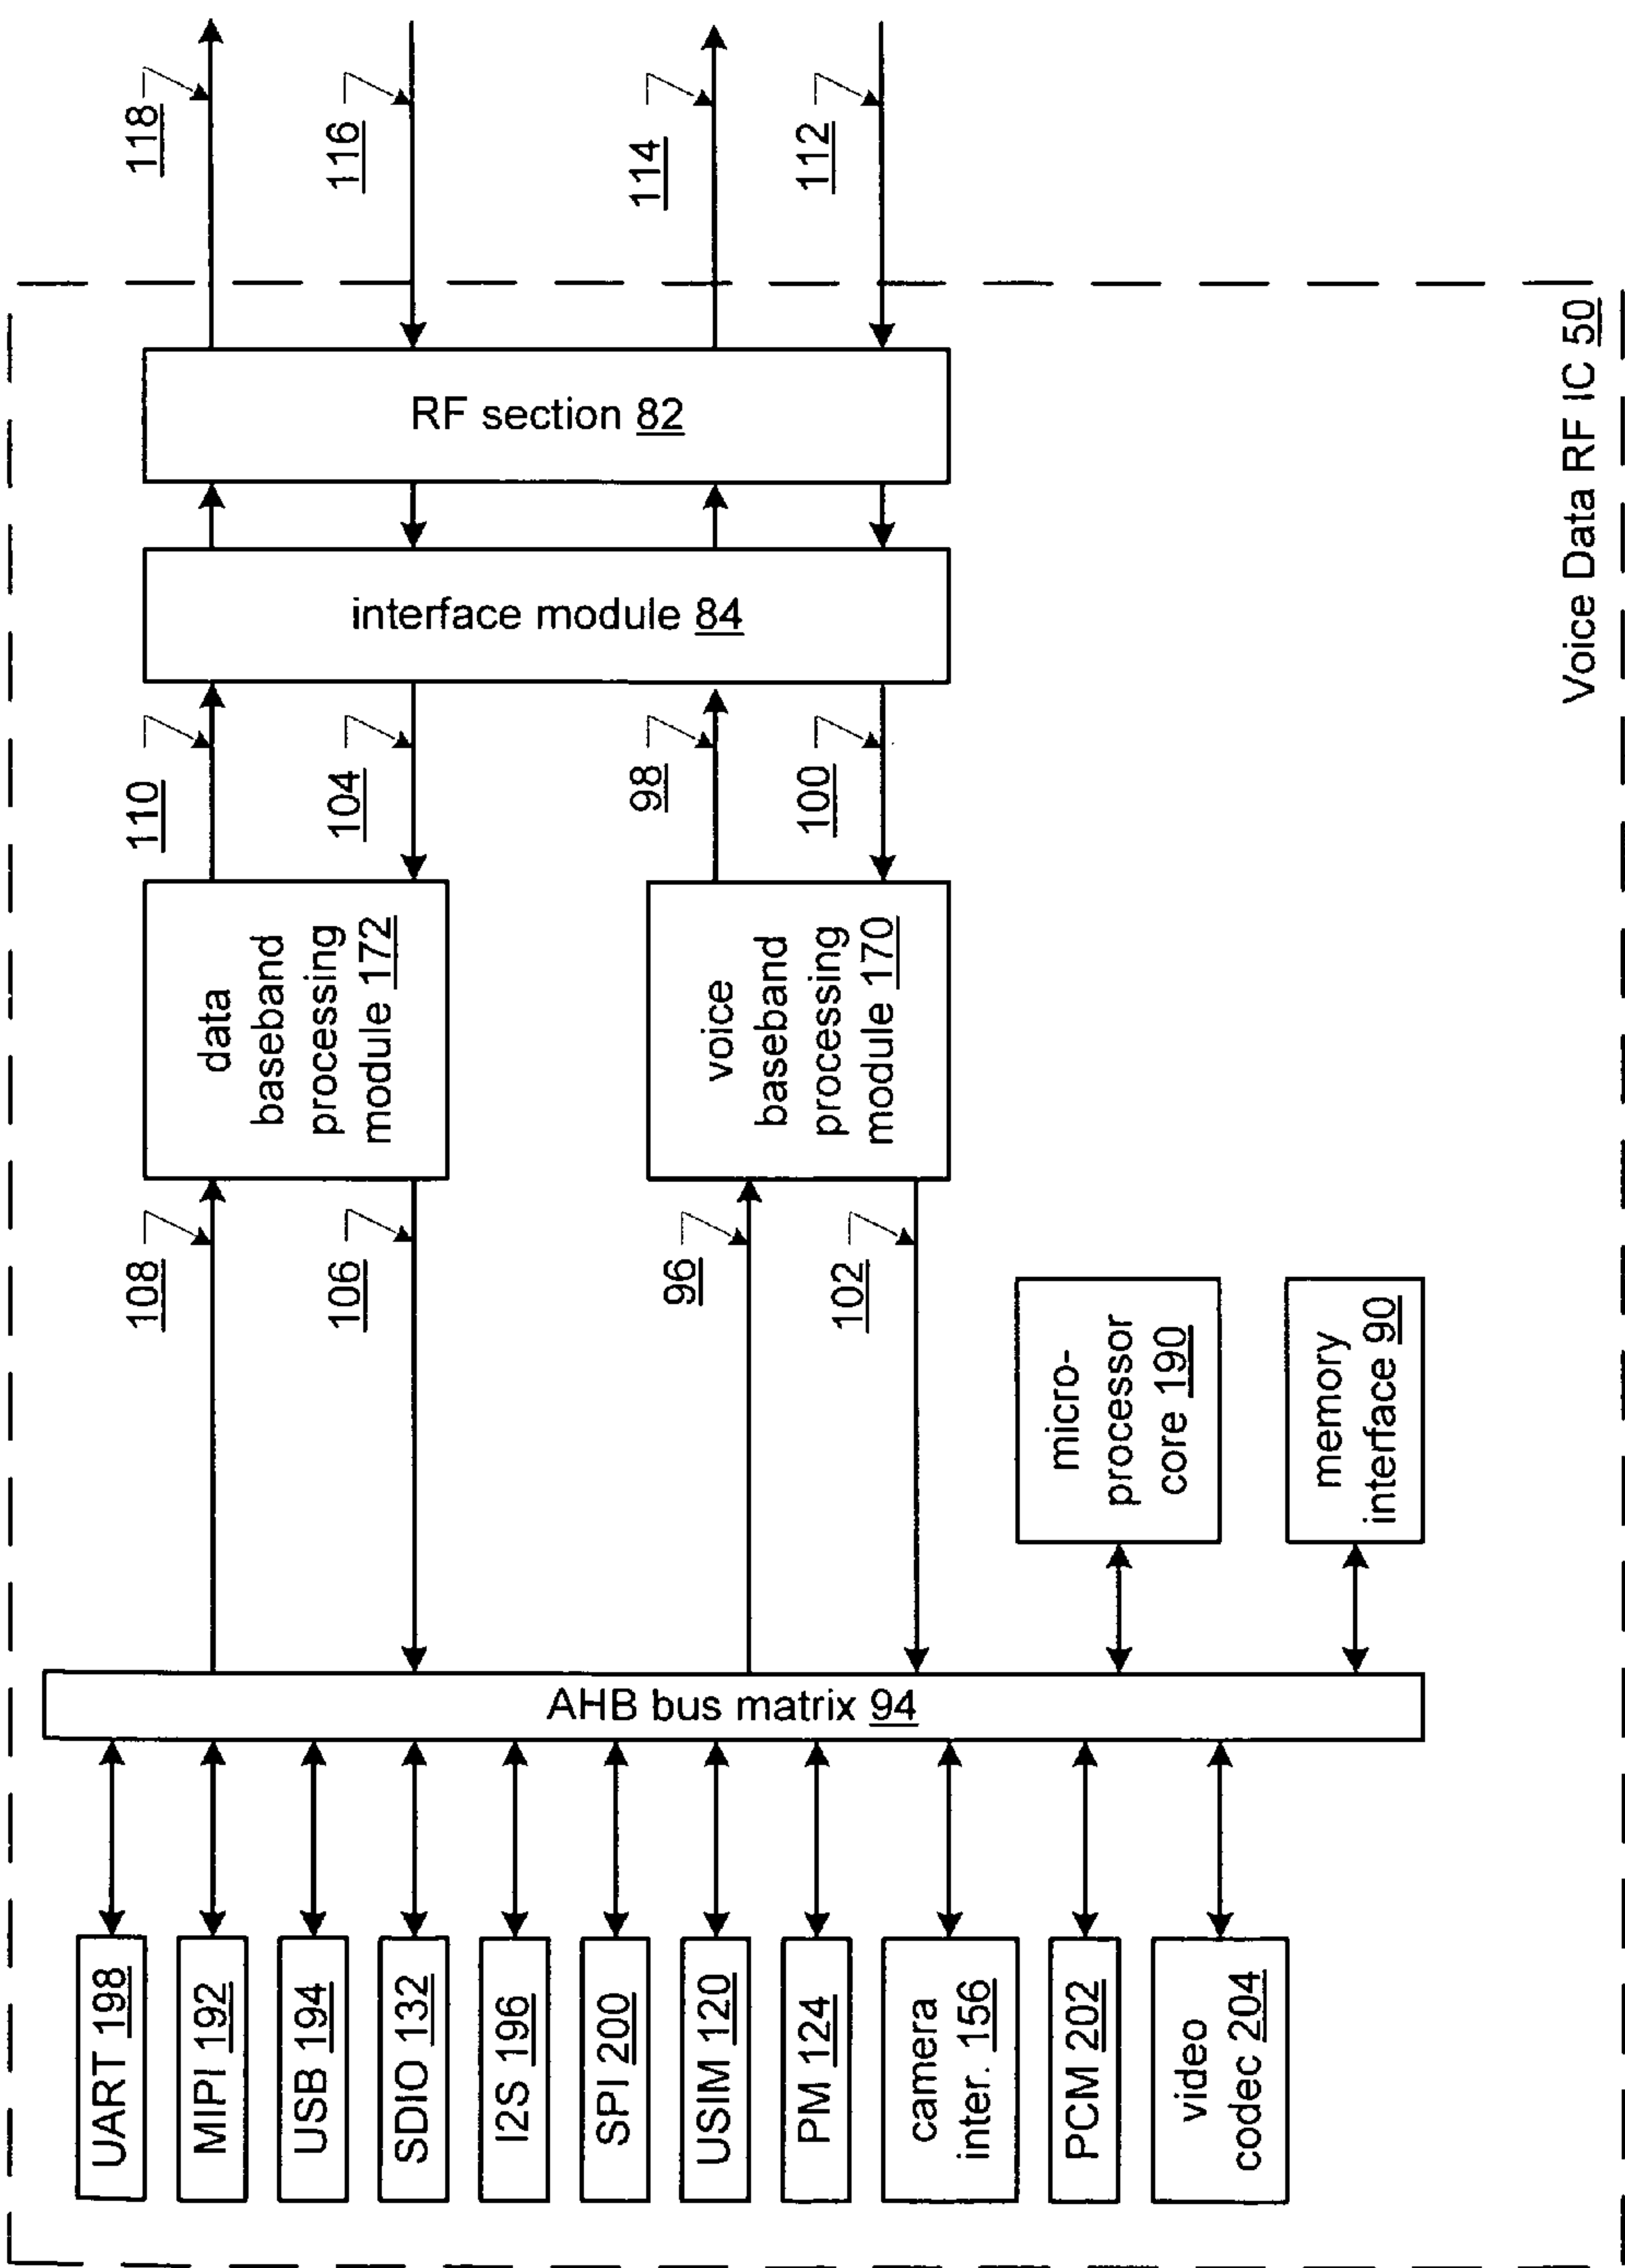 118
116
114
112
RF section 82
interface module 84
110
104
98
100
data
baseband
processing
module 172
voice
baseband
processing
module 170
108
106
96
102
micro-
processor
core 190
memory
interface 90
AHB bus matrix 94
UART 198
MIPI 192
USB 194
SDIO 132
I2S 196
SPI 200
USIM 120
PM 124
camera
inter. 156
PCM 202
video
codec 204
Voice Data RF IC 50